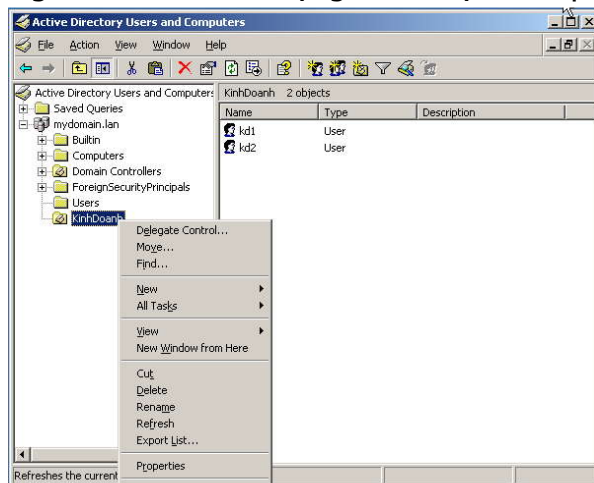 Active Directory Users and Computers
File Action View Window Help
Active Directory Users and Computers
KinhDoanh 2 objects
Saved Queries
mydomain.lan
Builtin
Computers
Domain Controllers
ForeignSecurityPrincipals
Users
KinhDoanh
Name Type Description
kd1 User
kd2 User
Delegate Control...
Move...
Find...
New
All Tasks
View
New Window from Here
Cut
Delete
Rename
Refresh
Export List...
Properties
Refreshes the current